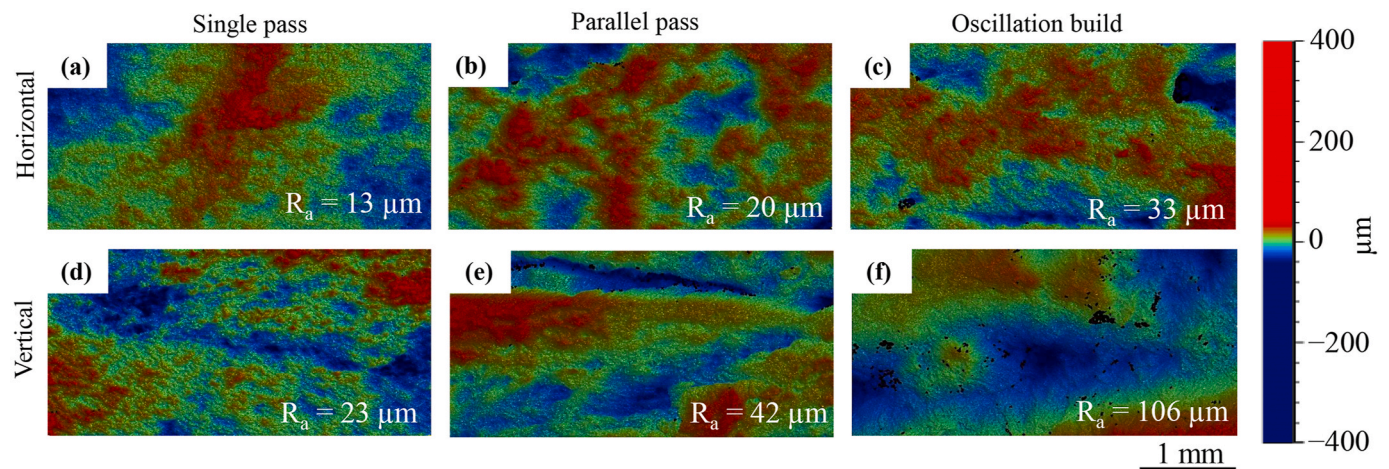 Single pass
Parallel pass
Oscillation build
Horizontal
(a)
Rₐ = 13 µm
(b)
Rₐ = 20 µm
(c)
Rₐ = 33 µm
Vertical
(d)
Rₐ = 23 µm
(e)
Rₐ = 42 µm
(f)
Rₐ = 106 µm
1 mm
400
200
0
−200
−400
µm